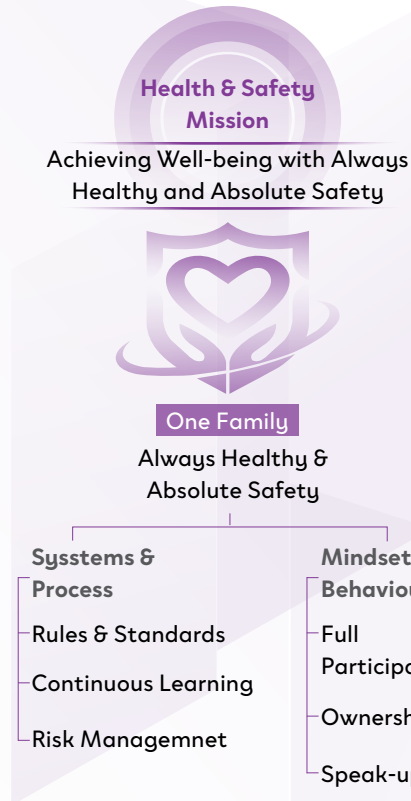 Health & Safety
Mission
Achieving Well-being with Always
Healthy and Absolute Safety
One Family
Always Healthy &
Absolute Safety
Sysstems &
Process
Rules & Standards
Continuous Learning
Risk Managemnet
Mindset
Full